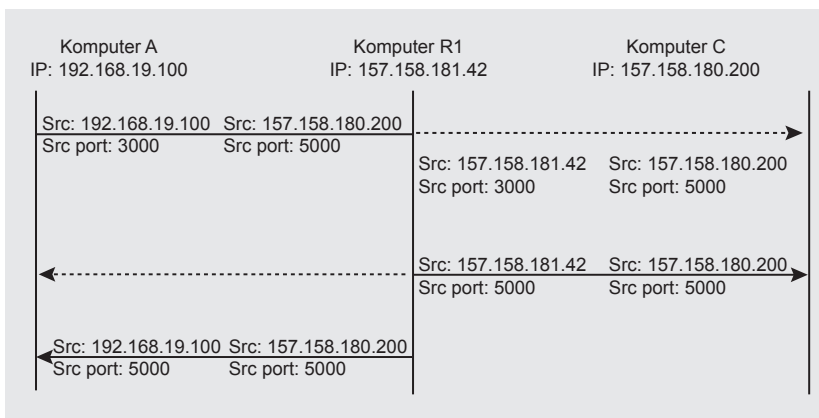 Komputer A
IP: 192.168.19.100
Komputer R1
IP: 157.158.181.42
Komputer C
IP: 157.158.180.200
Src: 192.168.19.100 Src: 157.158.180.200
Src port: 3000 Src port: 5000
Src: 157.158.181.42 Src: 157.158.180.200
Src port: 3000 Src port: 5000
Src: 157.158.181.42 Src: 157.158.180.200
Src port: 5000 Src port: 5000
Src: 192.168.19.100 Src: 157.158.180.200
Src port: 5000 Src port: 5000